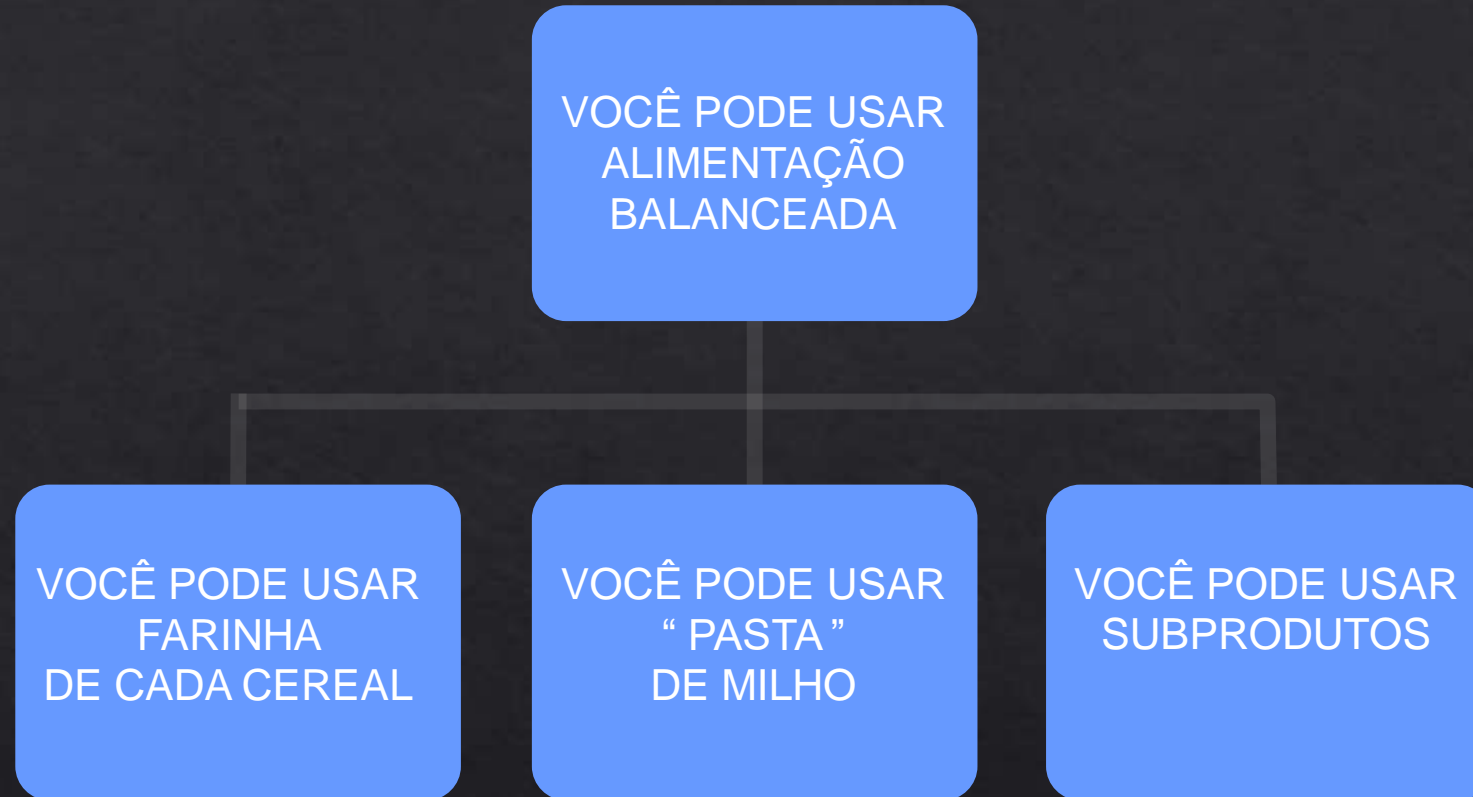 VOCÊ PODE USAR
ALIMENTAÇÃO
BALANCEADA
VOCÊ PODE USAR
FARINHA
DE CADA CEREAL
VOCÊ PODE USAR
“ PASTA ”
DE MILHO
VOCÊ PODE USAR
SUBPRODUTOS